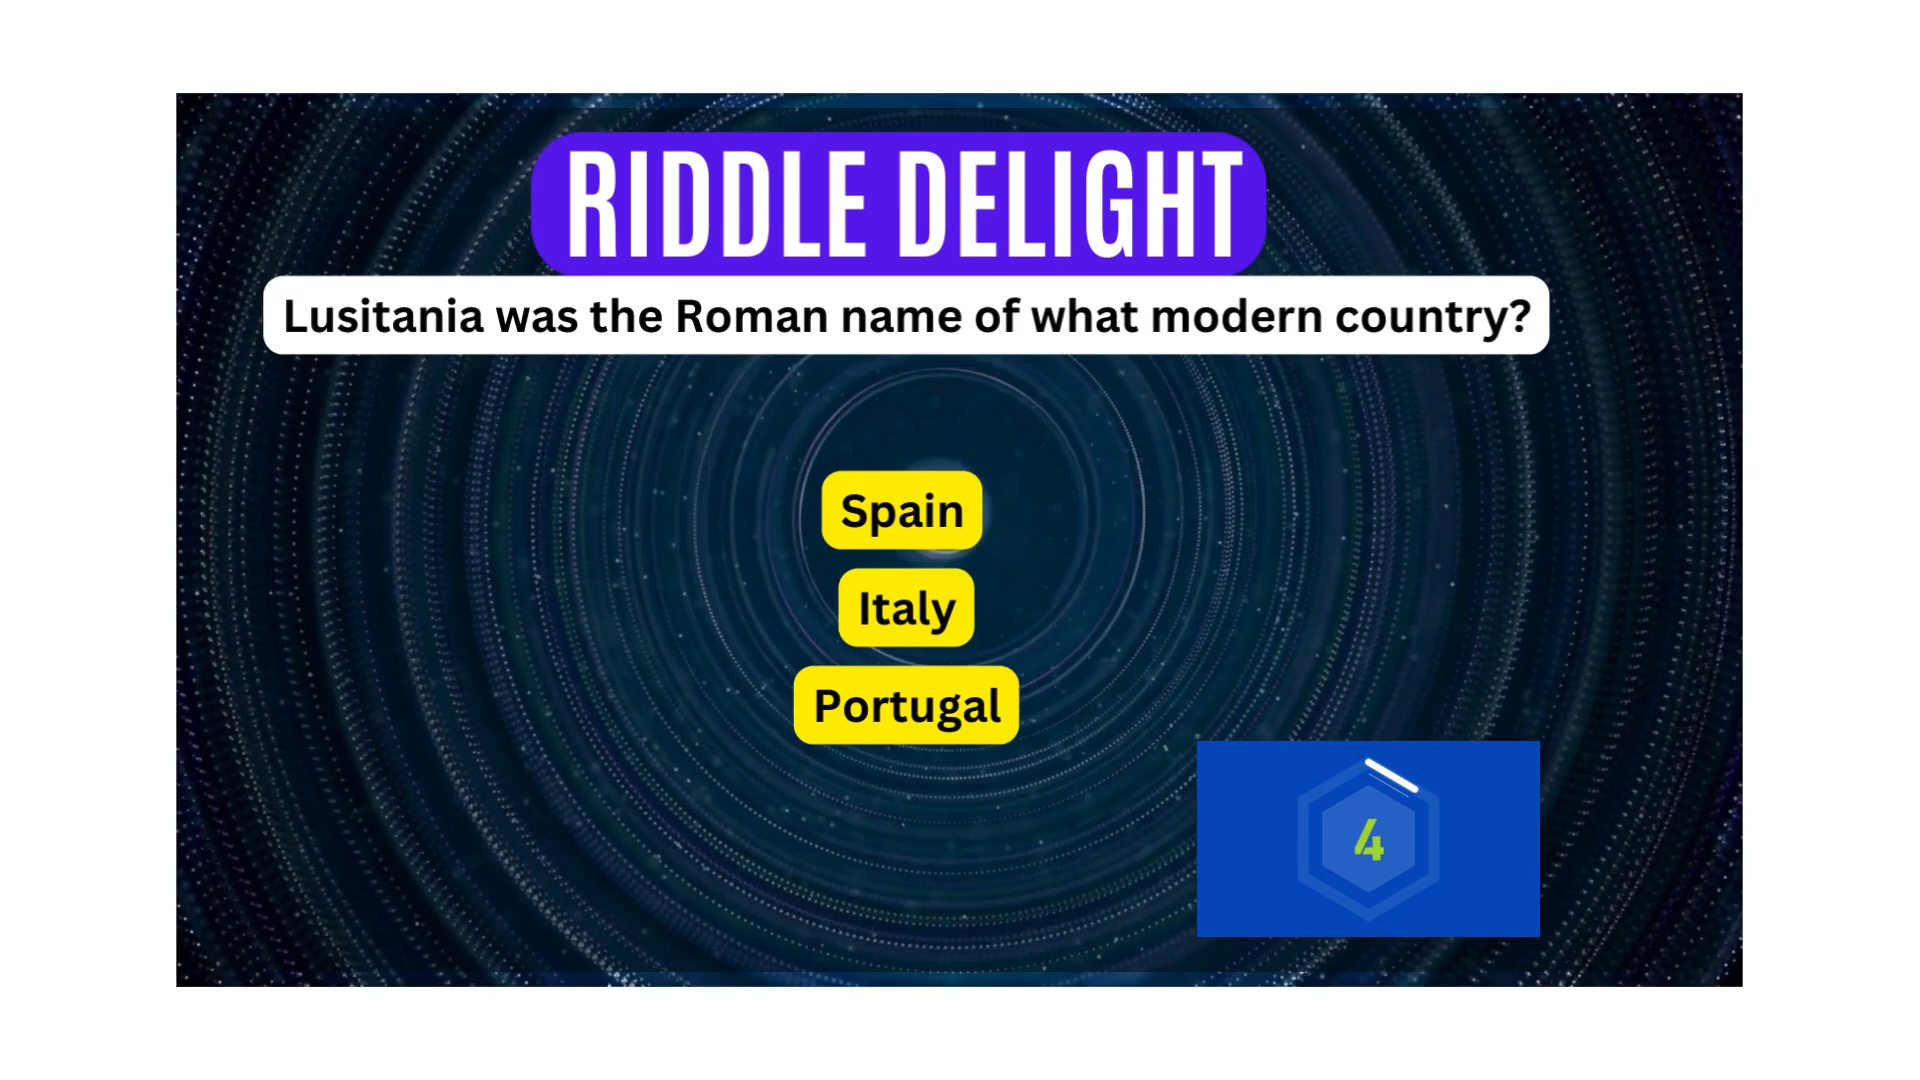 RIDDLE DELIGHT
Lusitania was the Roman name of what modern country?
Spain
Italy
Portugal
4